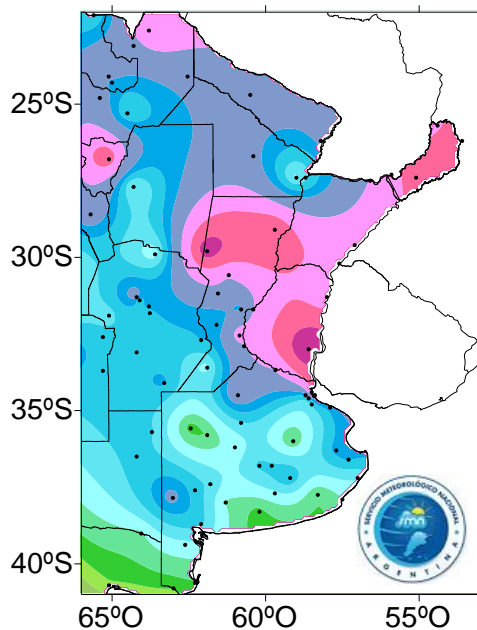 25ºS
30ºS
35ºS
40ºS
65ºO
60ºO
55ºO
SERVICIO METEOROLÓGICO NACIONAL
smn
ARGENTINA